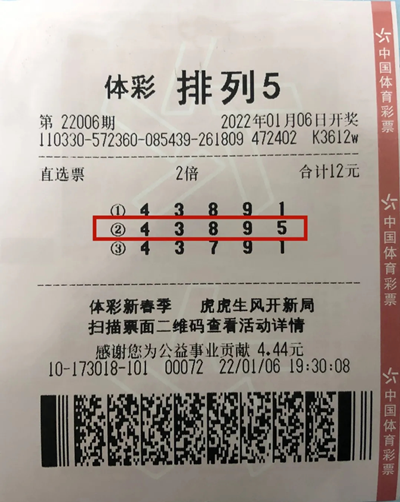 体彩 排列5
第 22006期 2022年01月06日开奖
110330-572360-085439-261809 472402 K3612w
直选票 2倍 合计12元
① 4 3 8 9 1
② 4 3 8 9 5
③ 4 3 7 9 1
体彩新春季 虎虎生风开新局
扫描票面二维码查看活动详情
感谢您为公益事业贡献 4.44元
10-173018-101 00072 22/01/06 19:30:08
中国体育彩票
中国体育彩票
中国体育彩票